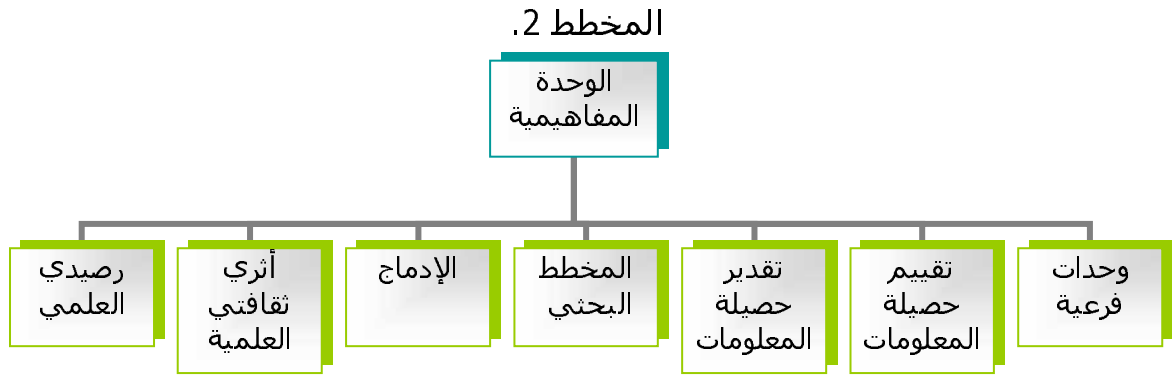 المخطط 2.
الوحدة
المفاهيمية
وحدات
فرعية
تقييم
حصيلة
المعلومات
تقدير
حصيلة
المعلومات
المخطط
البحثي
الإدماج
أثري
ثقافتي
العلمية
رصيدي
العلمي